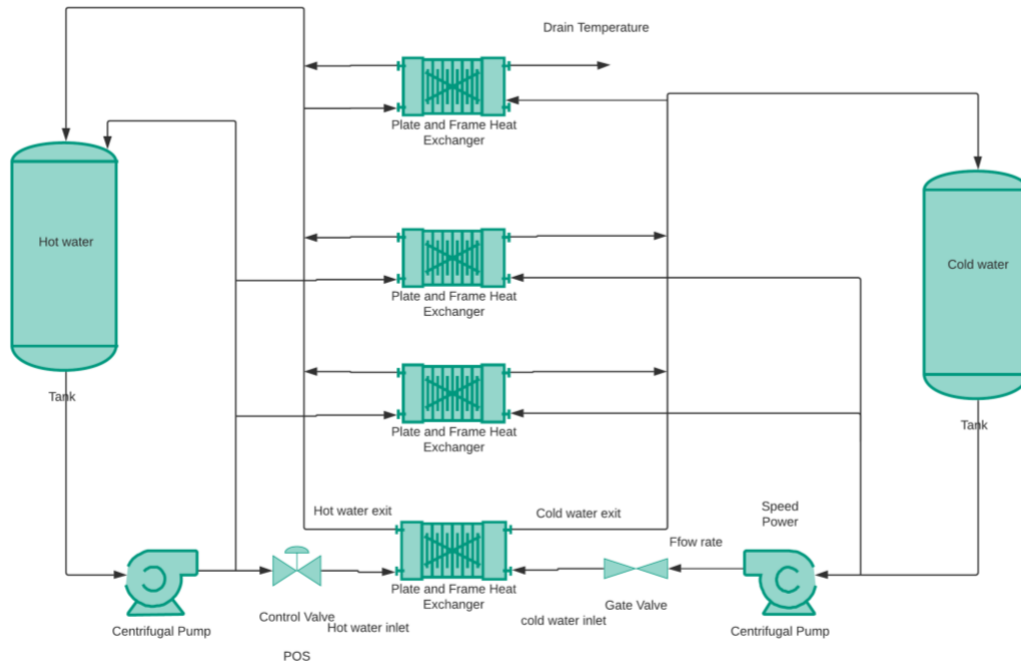 Drain Temperature
Plate and Frame Heat
Exchanger
Hot water
Cold water
Plate and Frame Heat
Exchanger
Tank
Tank
Plate and Frame Heat
Exchanger
Hot water exit
Cold water exit
Speed
Power
Ffow rate
Plate and Frame Heat
Exchanger
Control Valve
Gate Valve
Hot water inlet
cold water inlet
Centrifugal Pump
Centrifugal Pump
POS